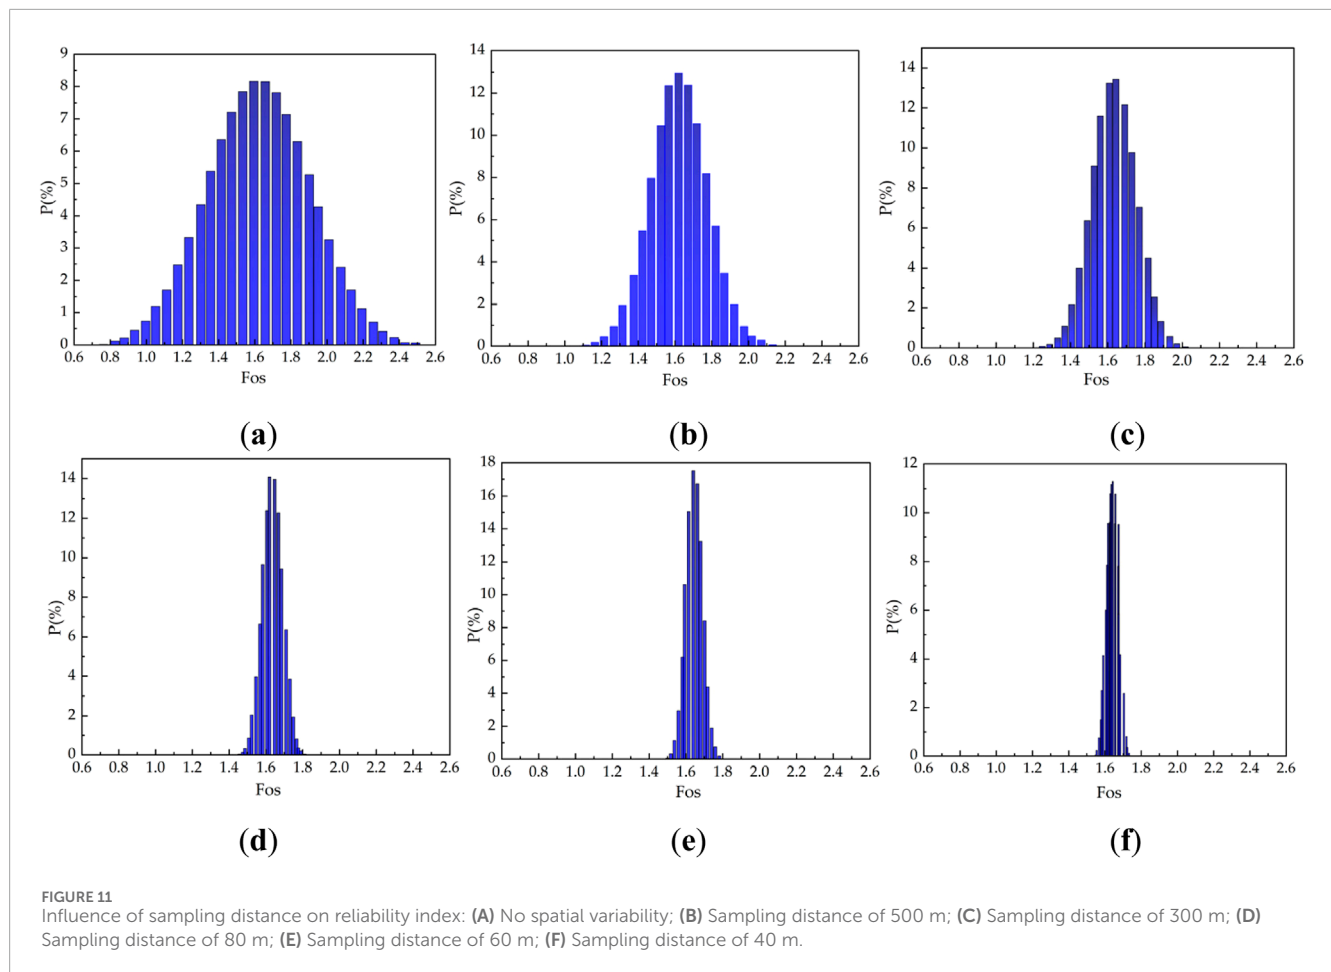 9
8
7
6
5
4
3
2
1
0
P(%)
0.6 1.0 1.2 1.4 1.6 1.8 2.0 2.2 2.4 2.6
0.8
Fos
(a)
14
12
10
8
6
4
2
0
P(%)
0.6 0.8 1.0 1.2 1.4 1.6 1.8 2.0 2.2 2.4 2.6
Fos
(b)
14
12
10
8
6
4
2
0
P(%)
0.6 0.8 1.0 1.2 1.4 1.6 1.8 2.0 2.2 2.4 2.6
Fos
(c)
14
12
10
8
6
4
2
0
P(%)
0.6 0.8 1.0 1.2 1.4 1.6 1.8 2.0 2.2 2.4 2.6
Fos
(d)
18
16
14
12
10
8
6
4
2
0
P(%)
0.6 0.8 1.0 1.2 1.4 1.6 1.8 2.0 2.2 2.4 2.6
Fos
(e)
12
10
8
6
4
2
0
P(%)
0.6 0.8 1.0 1.2 1.4 1.6 1.8 2.0 2.2 2.4 2.6
Fos
(f)
FIGURE 11
Influence of sampling distance on reliability index: (A) No spatial variability; (B) Sampling distance of 500 m; (C) Sampling distance of 300 m; (D)
Sampling distance of 80 m; (E) Sampling distance of 60 m; (F) Sampling distance of 40 m.